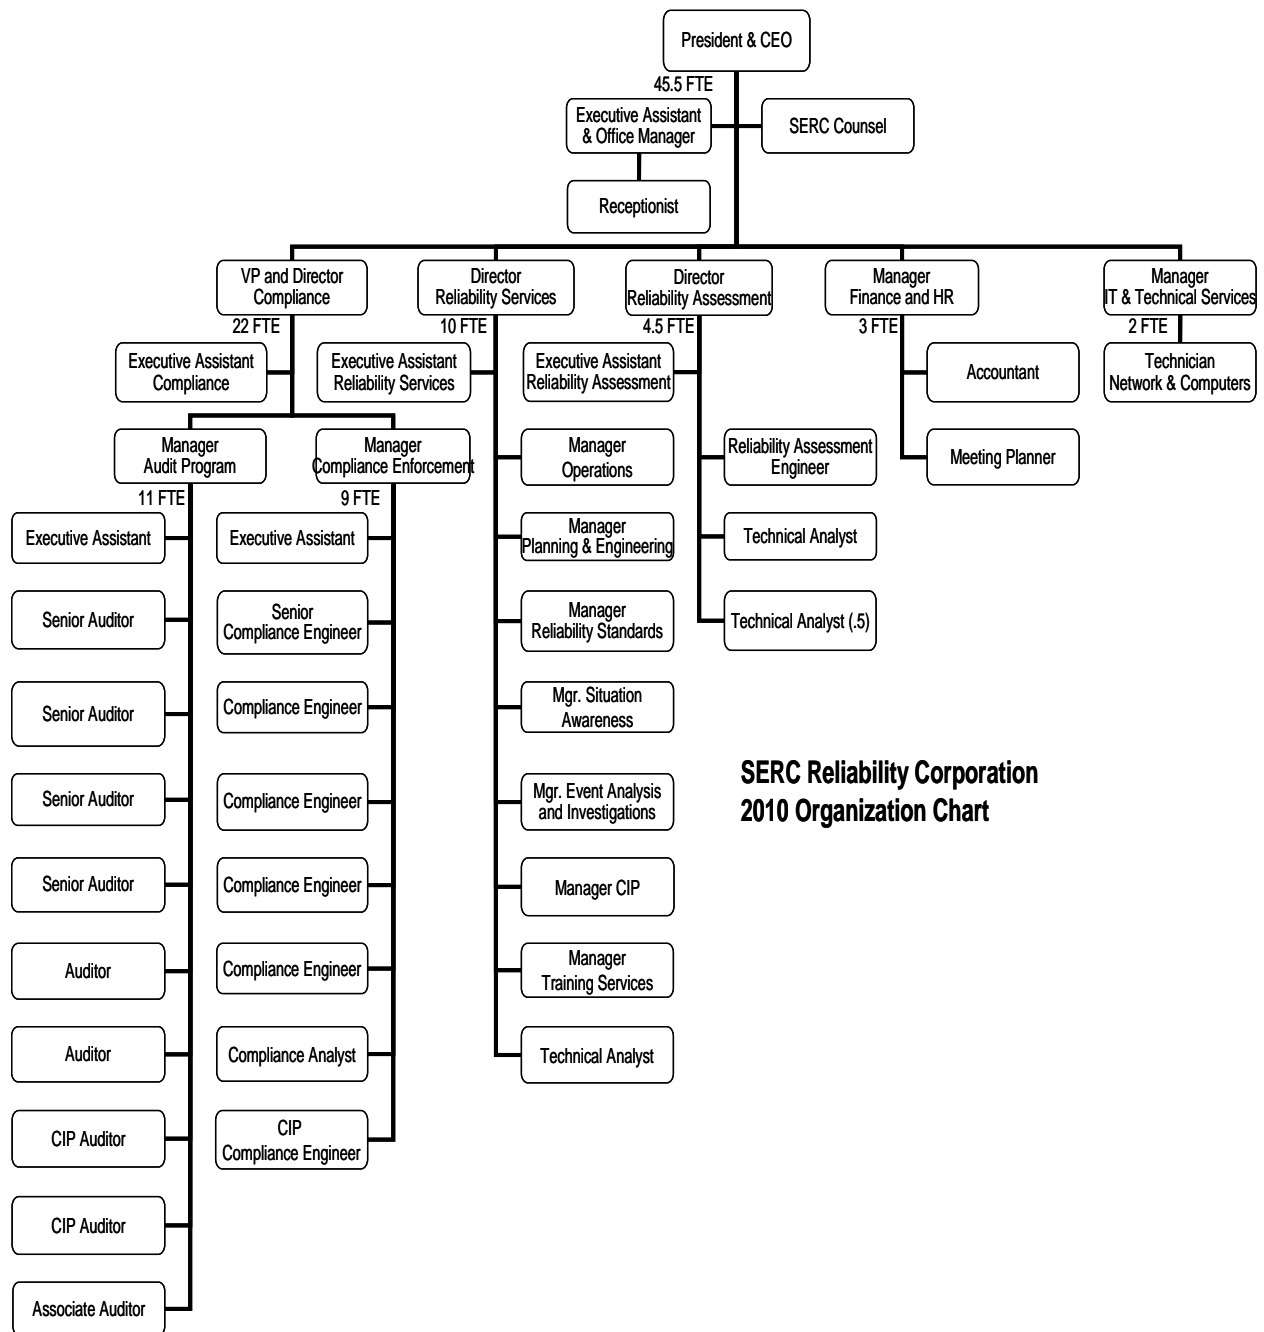 President & CEO
45.5 FTE
Executive Assistant
& Office Manager
SERC Counsel
Receptionist
VP and Director
Compliance
22 FTE
Director
Reliability Services
10 FTE
Director
Reliability Assessment
4.5 FTE
Manager
Finance and HR
3 FTE
Manager
IT & Technical Services
2 FTE
Executive Assistant
Compliance
Executive Assistant
Reliability Services
Executive Assistant
Reliability Assessment
Accountant
Technician
Network & Computers
Manager
Audit Program
11 FTE
Manager
Compliance Enforcement
9 FTE
Manager
Operations
Reliability Assessment
Engineer
Meeting Planner
Executive Assistant
Executive Assistant
Manager
Planning & Engineering
Technical Analyst
Senior Auditor
Senior
Compliance Engineer
Manager
Reliability Standards
Technical Analyst (.5)
Senior Auditor
Compliance Engineer
Mgr. Situation
Awareness
SERC Reliability Corporation
2010 Organization Chart
Senior Auditor
Compliance Engineer
Mgr. Event Analysis
and Investigations
Senior Auditor
Compliance Engineer
Manager CIP
Auditor
Compliance Engineer
Manager
Training Services
Auditor
Compliance Analyst
Technical Analyst
CIP Auditor
CIP
Compliance Engineer
CIP Auditor
Associate Auditor